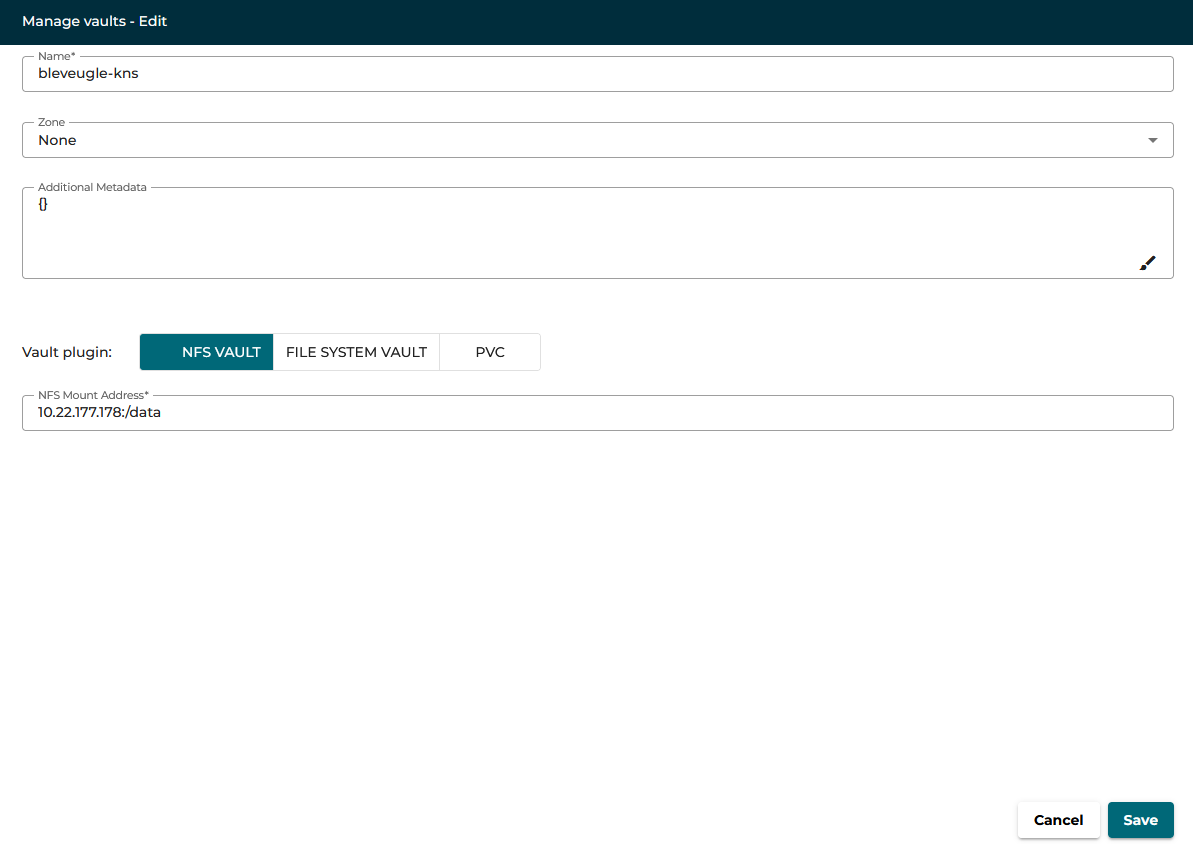 Manage vaults - Edit
Name*
bleveugle-kns
Zone
None
Additional Metadata
{}
Vault plugin: NFS VAULT FILE SYSTEM VAULT PVC
NFS Mount Address*
10.22.177.178:/data
Cancel Save